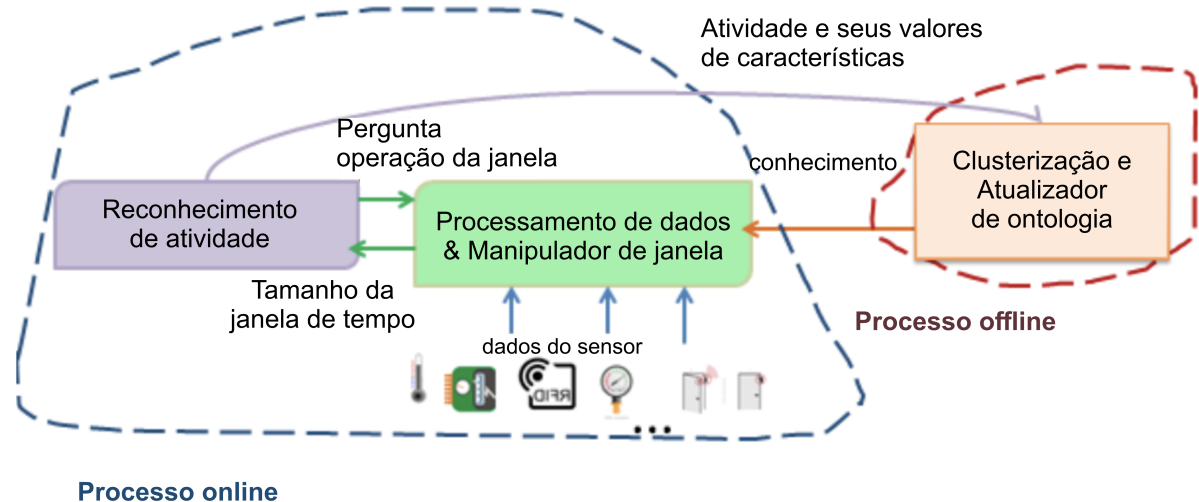 Atividade e seus valores
de característícas
Pergunta
operação da janela
conhecimento
Clusterização e
Atualizador
de ontologia
Reconhecimento
de atividade
Processamento de dados
& Manipulador de janela
Tamanho da
janela de tempo
Processo offline
dados do sensor
RFID
...
Processo online